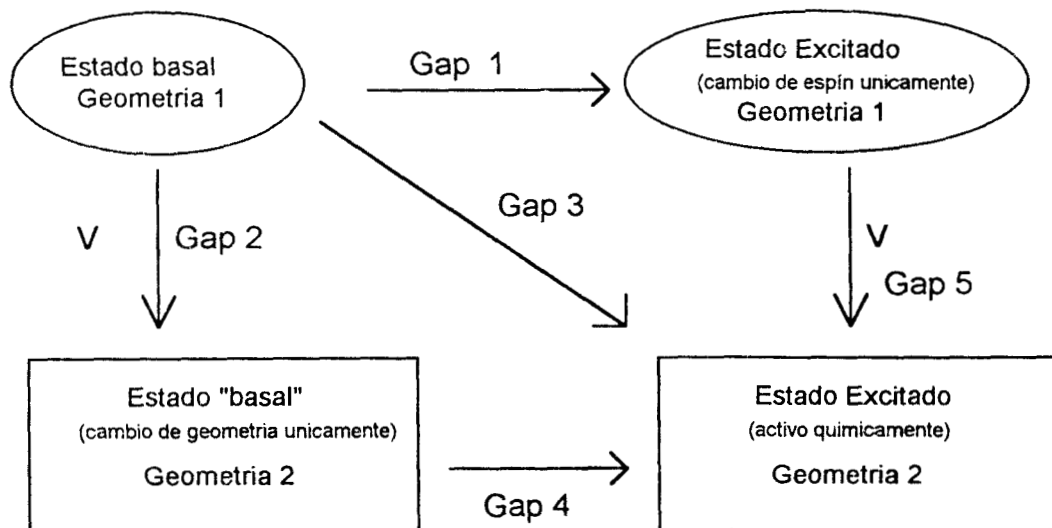 Estado basal
Geometria 1
Gap 1
Estado Excitado
(cambio de espín unicamente)
Geometria 1
Gap 3
V
Gap 2
V
Gap 5
Estado "basal"
(cambio de geometria unicamente)
Geometria 2
Gap 4
Estado Excitado
(activo quimicamente)
Geometria 2